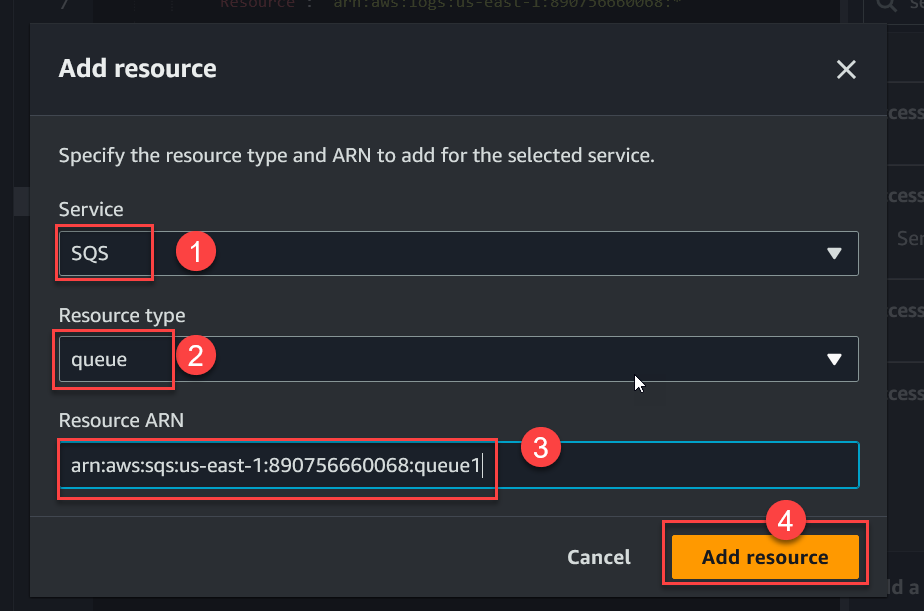 7 Resource": "arn:aws:logs:us-east-1:890756660068:*"
Add resource
Specify the resource type and ARN to add for the selected service.
Service
SQS
1
Resource type
queue
2
Resource ARN
arn:aws:sqs:us-east-1:890756660068:queue1
3
4
Cancel
Add resource